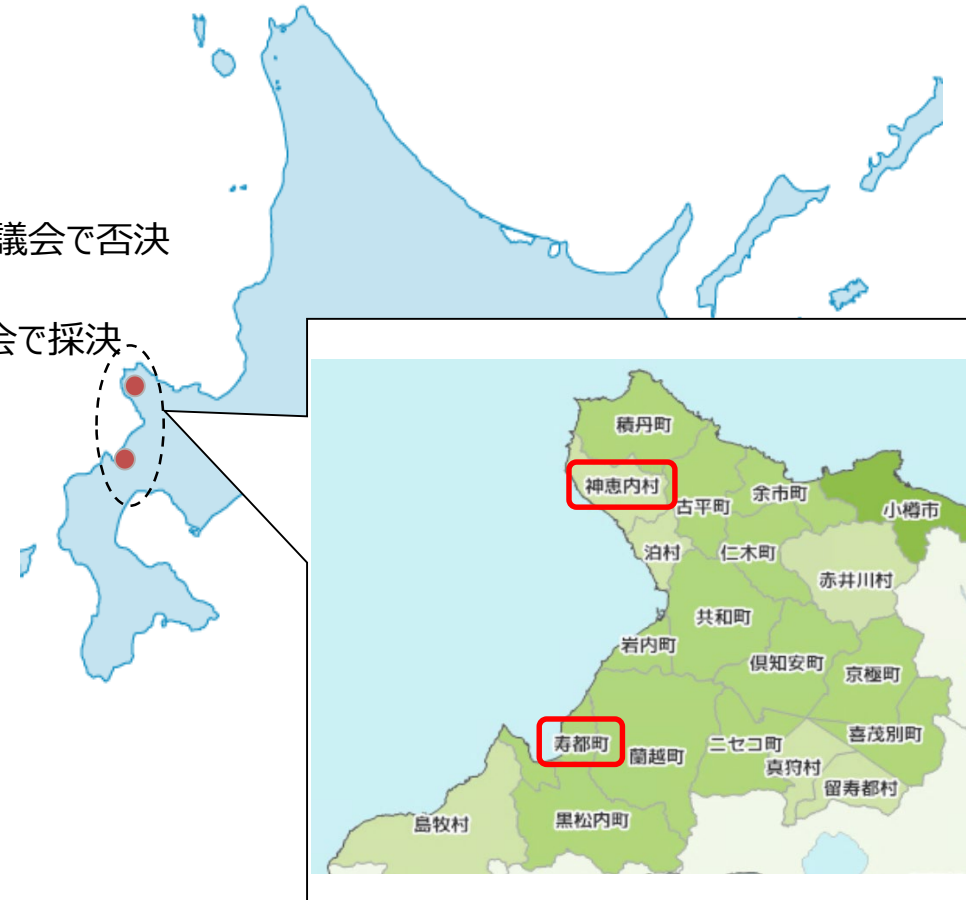 議会で否決
会で採決
積丹町
神恵内村
古平町
余市町
小樽市
泊村
仁木町
赤井川村
共和町
岩内町
倶知安町
京極町
寿都町
蘭越町
ニセコ町
喜茂別町
真狩村
留寿都村
島牧村
黒松内町